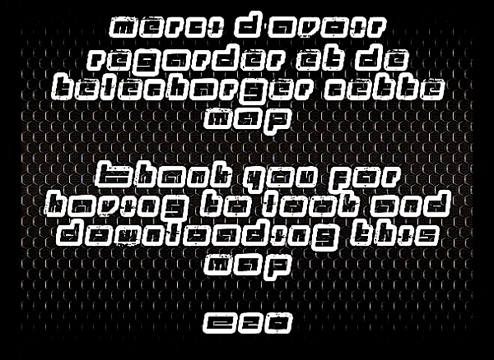 merci d avoir
regarder et de
telecharger cette
map
thank you for
having to look and
downloading this
map